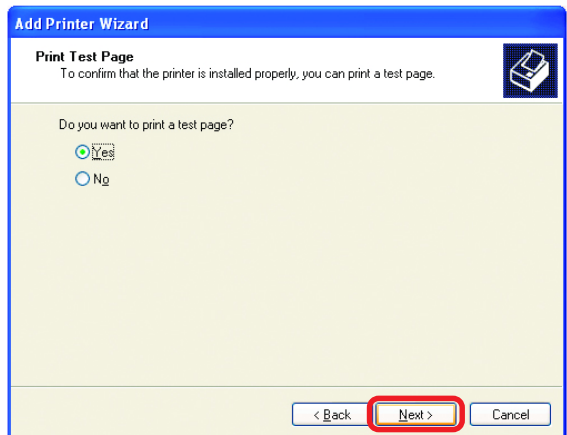 Add Printer Wizard
Print Test Page
To confirm that the printer is installed properly, you can print a test page.
Do you want to print a test page?
Yes
No
< Back Next > Cancel